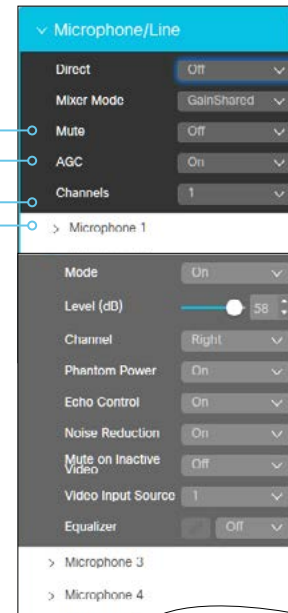 Microphone/Line
Direct Off
Mixer Mode GainShared
Mute Off
AGC On
Channels 1
> Microphone 1
Mode On
Level (dB) 58
Channel Right
Phantom Power On
Echo Control On
Noise Reduction On
Mute on Inactive
Video Off
Video Input Source 1
Equalizer Off
> Microphone 3
> Microphone 4